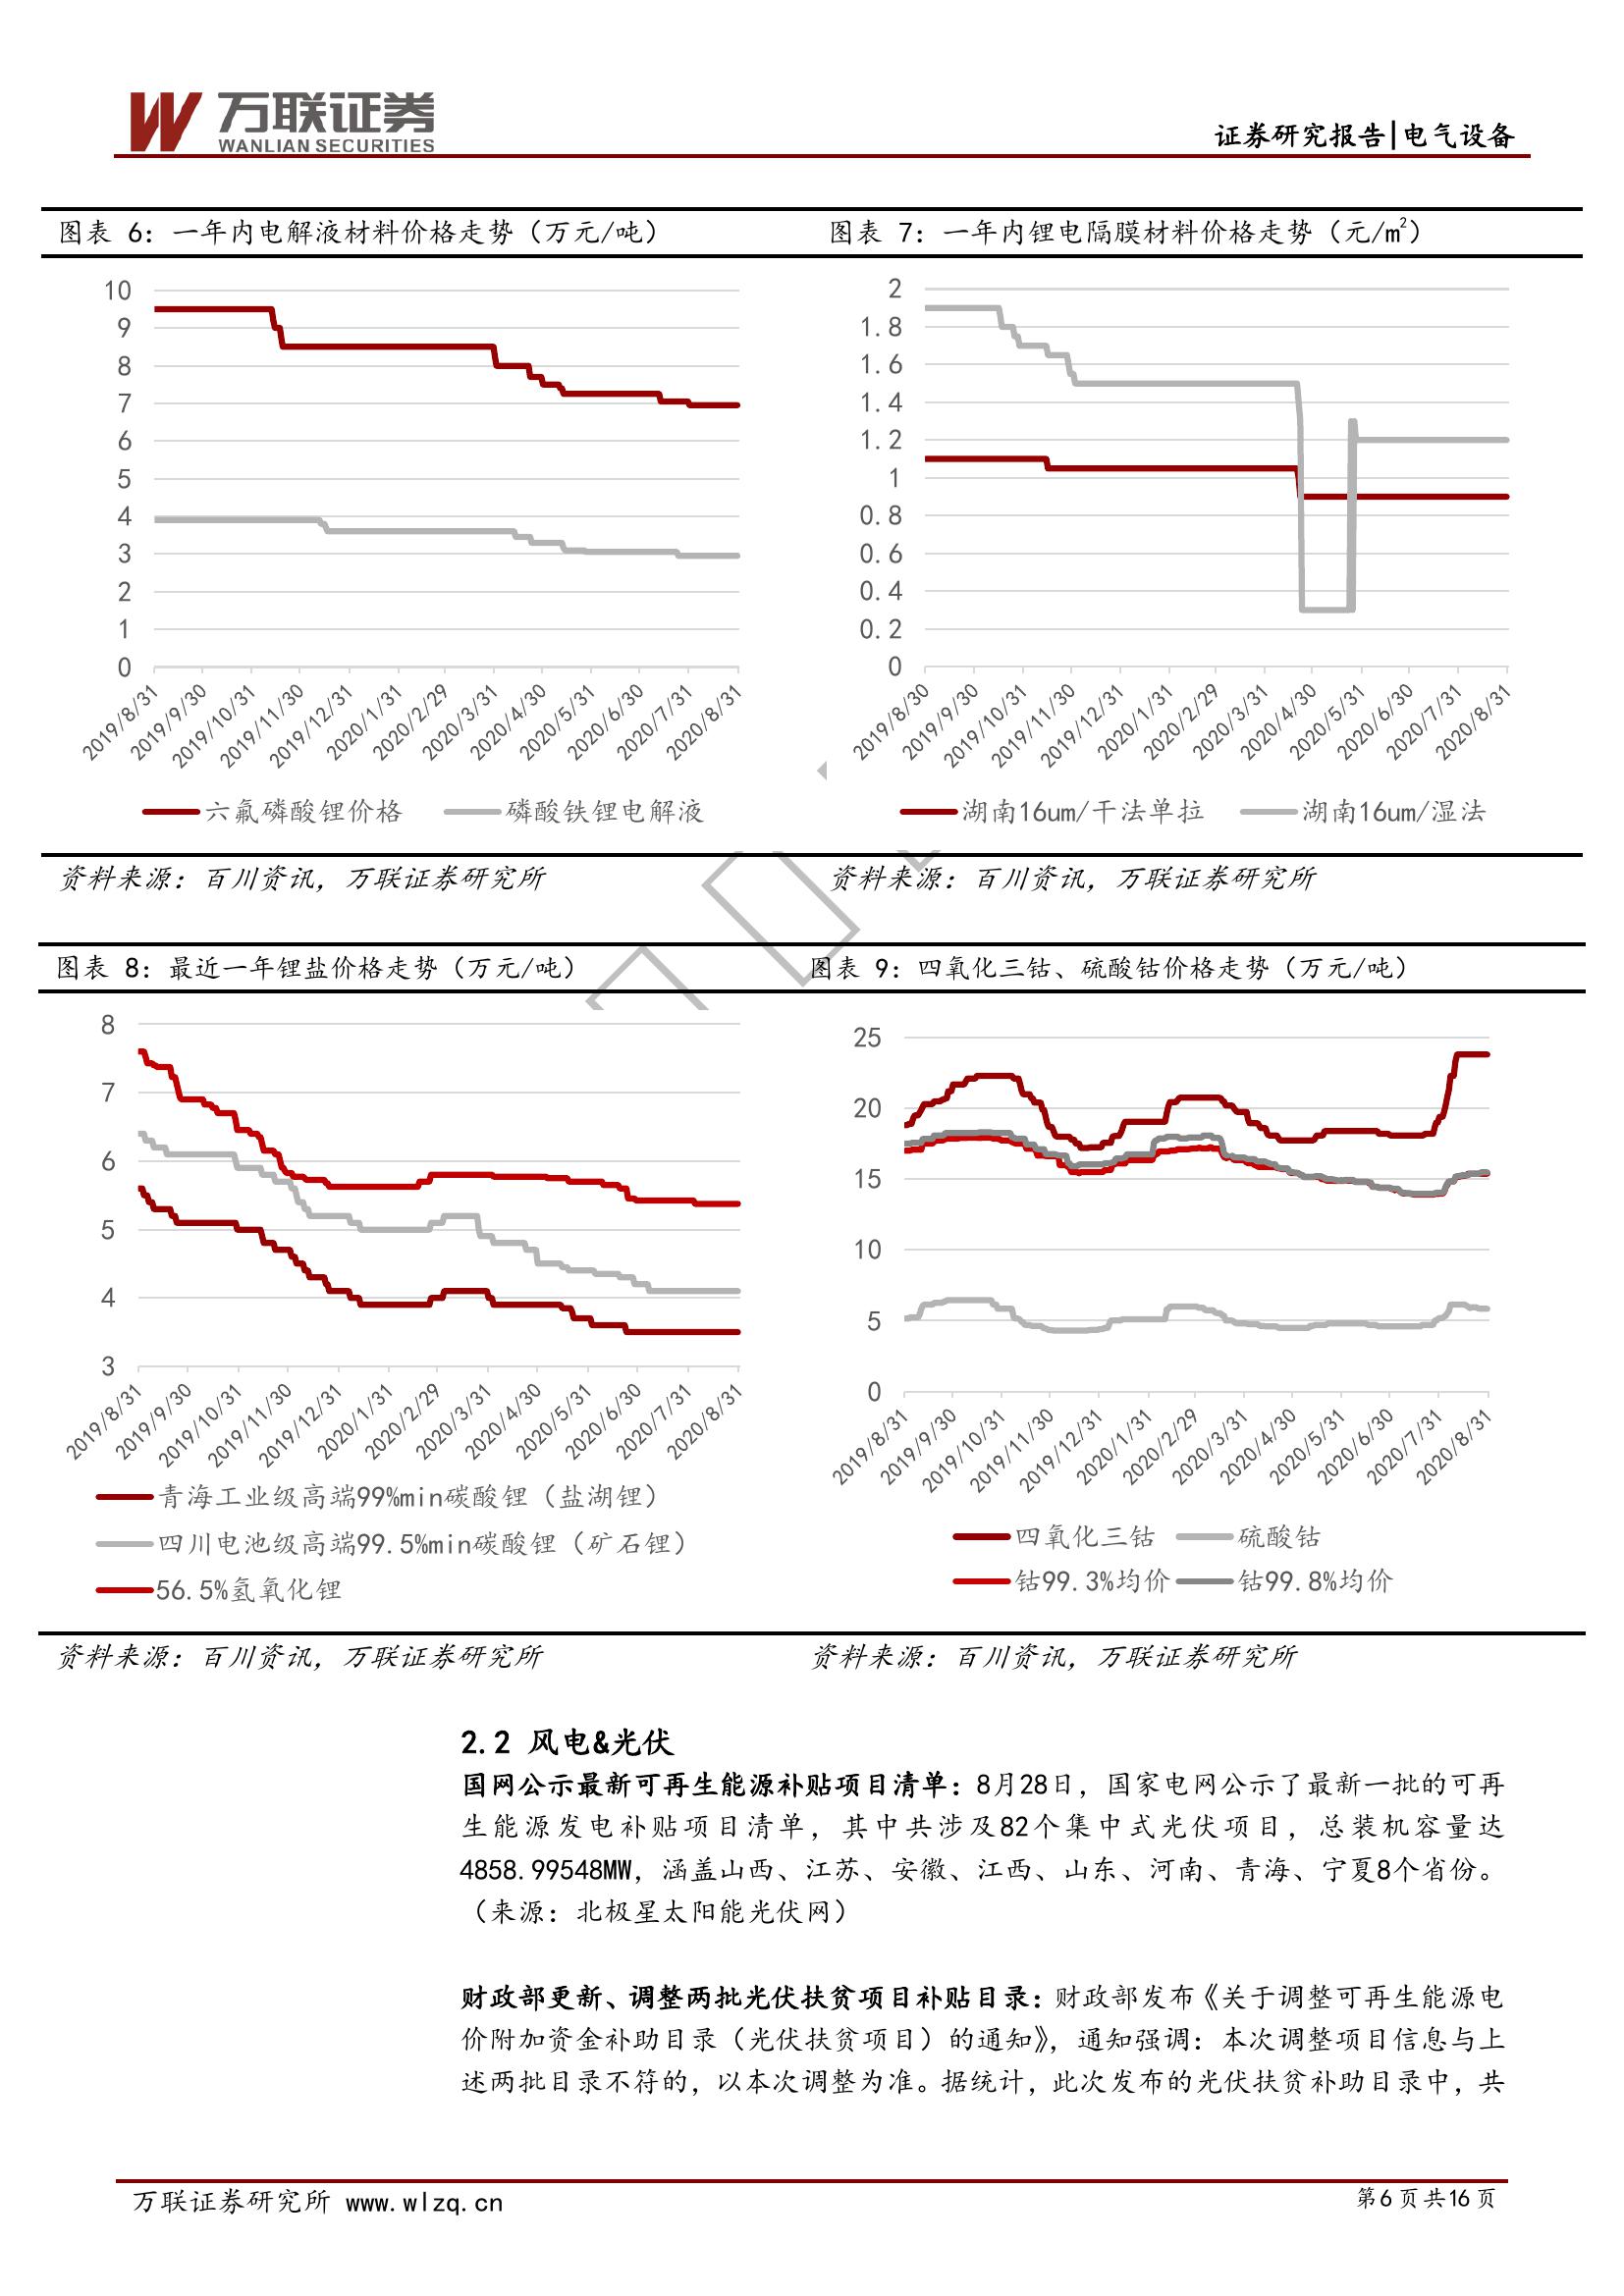 万联证券
WANLIAN SECURITIES
证券研究报告|电气设备
图表 6：一年内电解液材料价格走势（万元/吨）
10
9
8
7
6
5
4
3
2
1
0
2019/8/31 2019/9/30 2019/10/31 2019/11/30 2019/12/31 2020/1/31 2020/2/29 2020/3/31 2020/4/30 2020/5/31 2020/6/30 2020/7/31 2020/8/31
六氟磷酸锂价格 磷酸铁锂电解液
资料来源：百川资讯，万联证券研究所
图表 7：一年内锂电隔膜材料价格走势（元/m²）
2
1.8
1.6
1.4
1.2
1
0.8
0.6
0.4
0.2
0
2019/8/30 2019/9/30 2019/10/31 2019/11/30 2019/12/31 2020/1/31 2020/2/29 2020/3/31 2020/4/30 2020/5/31 2020/6/30 2020/7/31 2020/8/31
湖南16um/干法单拉 湖南16um/湿法
资料来源：百川资讯，万联证券研究所
图表 8：最近一年锂盐价格走势（万元/吨）
8
7
6
5
4
3
2019/8/31 2019/9/30 2019/10/31 2019/11/30 2019/12/31 2020/1/31 2020/2/29 2020/3/31 2020/4/30 2020/5/31 2020/6/30 2020/7/31 2020/8/31
青海工业级高端99%min碳酸锂（盐湖锂）
四川电池级高端99.5%min碳酸锂（矿石锂）
56.5%氢氧化锂
资料来源：百川资讯，万联证券研究所
图表 9：四氧化三钴、硫酸钴价格走势（万元/吨）
25
20
15
10
5
0
2019/8/31 2019/9/30 2019/10/31 2019/11/30 2019/12/31 2020/1/31 2020/2/29 2020/3/31 2020/4/30 2020/5/31 2020/6/30 2020/7/31 2020/8/31
四氧化三钴 硫酸钴
钴99.3%均价 钴99.8%均价
资料来源：百川资讯，万联证券研究所
2.2 风电&光伏
国网公示最新可再生能源补贴项目清单：8月28日，国家电网公示了最新一批的可再
生能源发电补贴项目清单，其中共涉及82个集中式光伏项目，总装机容量达
4858.99548MW，涵盖山西、江苏、安徽、江西、山东、河南、青海、宁夏8个省份。
（来源：北极星太阳能光伏网）
财政部更新、调整两批光伏扶贫项目补贴目录：财政部发布《关于调整可再生能源电
价附加资金补助目录（光伏扶贫项目）的通知》，通知强调：本次调整项目信息与上
述两批目录不符的，以本次调整为准。据统计，此次发布的光伏扶贫补助目录中，共
万联证券研究所 www.wlzq.cn
第6页共16页